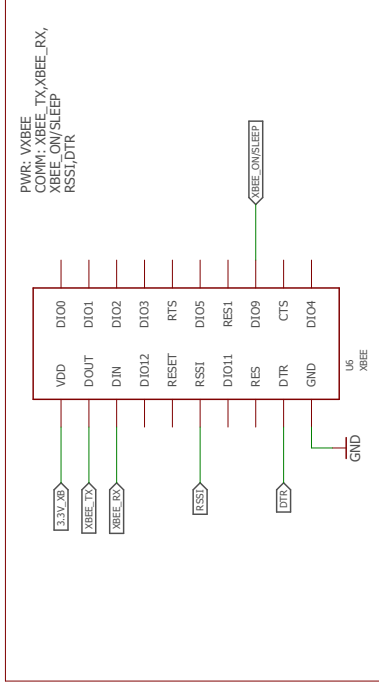 PWR: VXBEE
COMM: XBEE_TX,XBEE_RX,
XBEE_ON/SLEEP
RSSI,DTR
3.3V_XB
XBEE_TX
XBEE_RX
RSSI
DTR
GND
VDD
DOUT
DIN
DIO12
RESET
RSSI
DIO11
RES
DTR
GND
DIO0
DIO1
DIO2
DIO3
RTS
DIO5
RES1
DIO9
CTS
DIO4
XBEE_ON/SLEEP
U6
XBEE